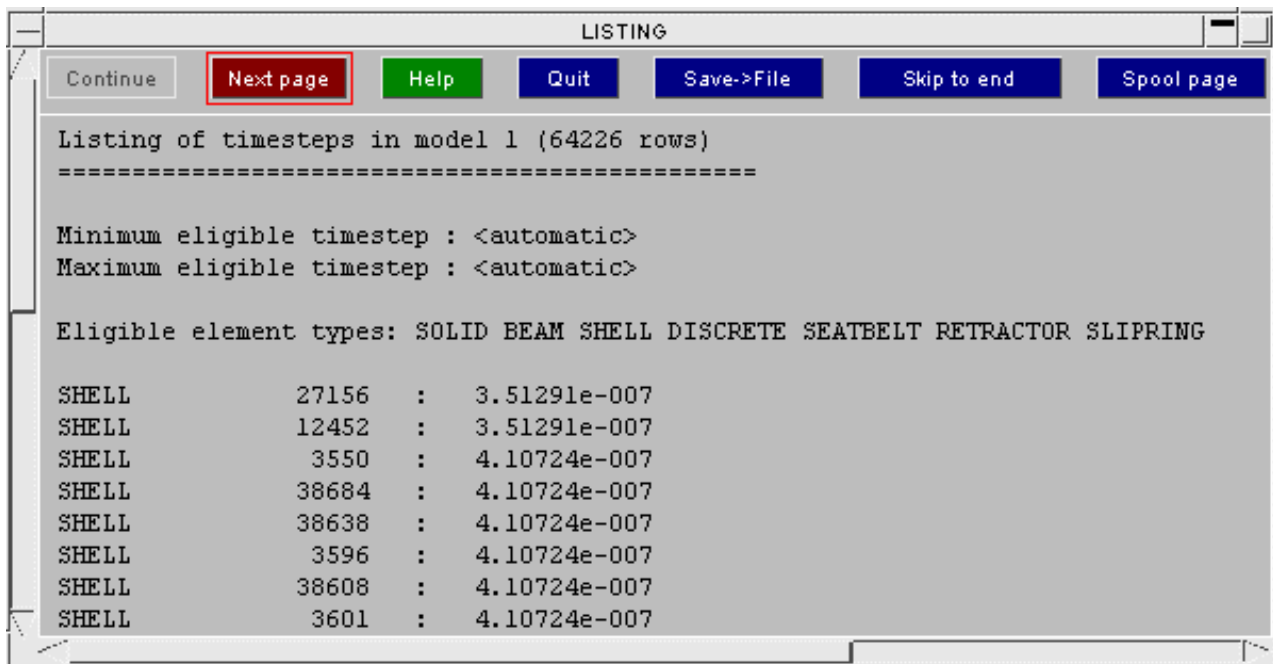 LISTING
Continue Next page Help Quit Save->File Skip to end Spool page
Listing of timesteps in model 1 (64226 rows)
===============================================
Minimum eligible timestep : <automatic>
Maximum eligible timestep : <automatic>
Eligible element types: SOLID BEAM SHELL DISCRETE SEATBELT RETRACTOR SLIPRING
SHELL 27156 : 3.51291e-007
SHELL 12452 : 3.51291e-007
SHELL 3550 : 4.10724e-007
SHELL 38684 : 4.10724e-007
SHELL 38638 : 4.10724e-007
SHELL 3596 : 4.10724e-007
SHELL 38608 : 4.10724e-007
SHELL 3601 : 4.10724e-007